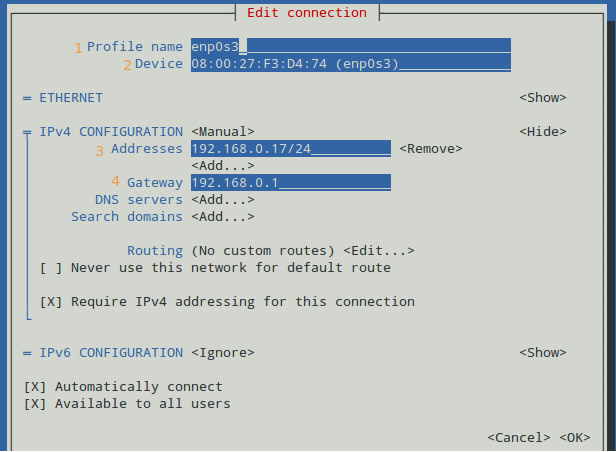 Edit connection
1 Profile name enp0s3
2 Device 08:00:27:F3:D4:74 (enp0s3)
= ETHERNET <Show>
= IPv4 CONFIGURATION <Manual> <Hide>
3 Addresses 192.168.0.17/24 <Remove>
<Add...>
4 Gateway 192.168.0.1
DNS servers <Add...>
Search domains <Add...>
Routing (No custom routes) <Edit...>
[ ] Never use this network for default route
[X] Require IPv4 addressing for this connection
= IPv6 CONFIGURATION <Ignore> <Show>
[X] Automatically connect
[X] Available to all users
<Cancel> <OK>